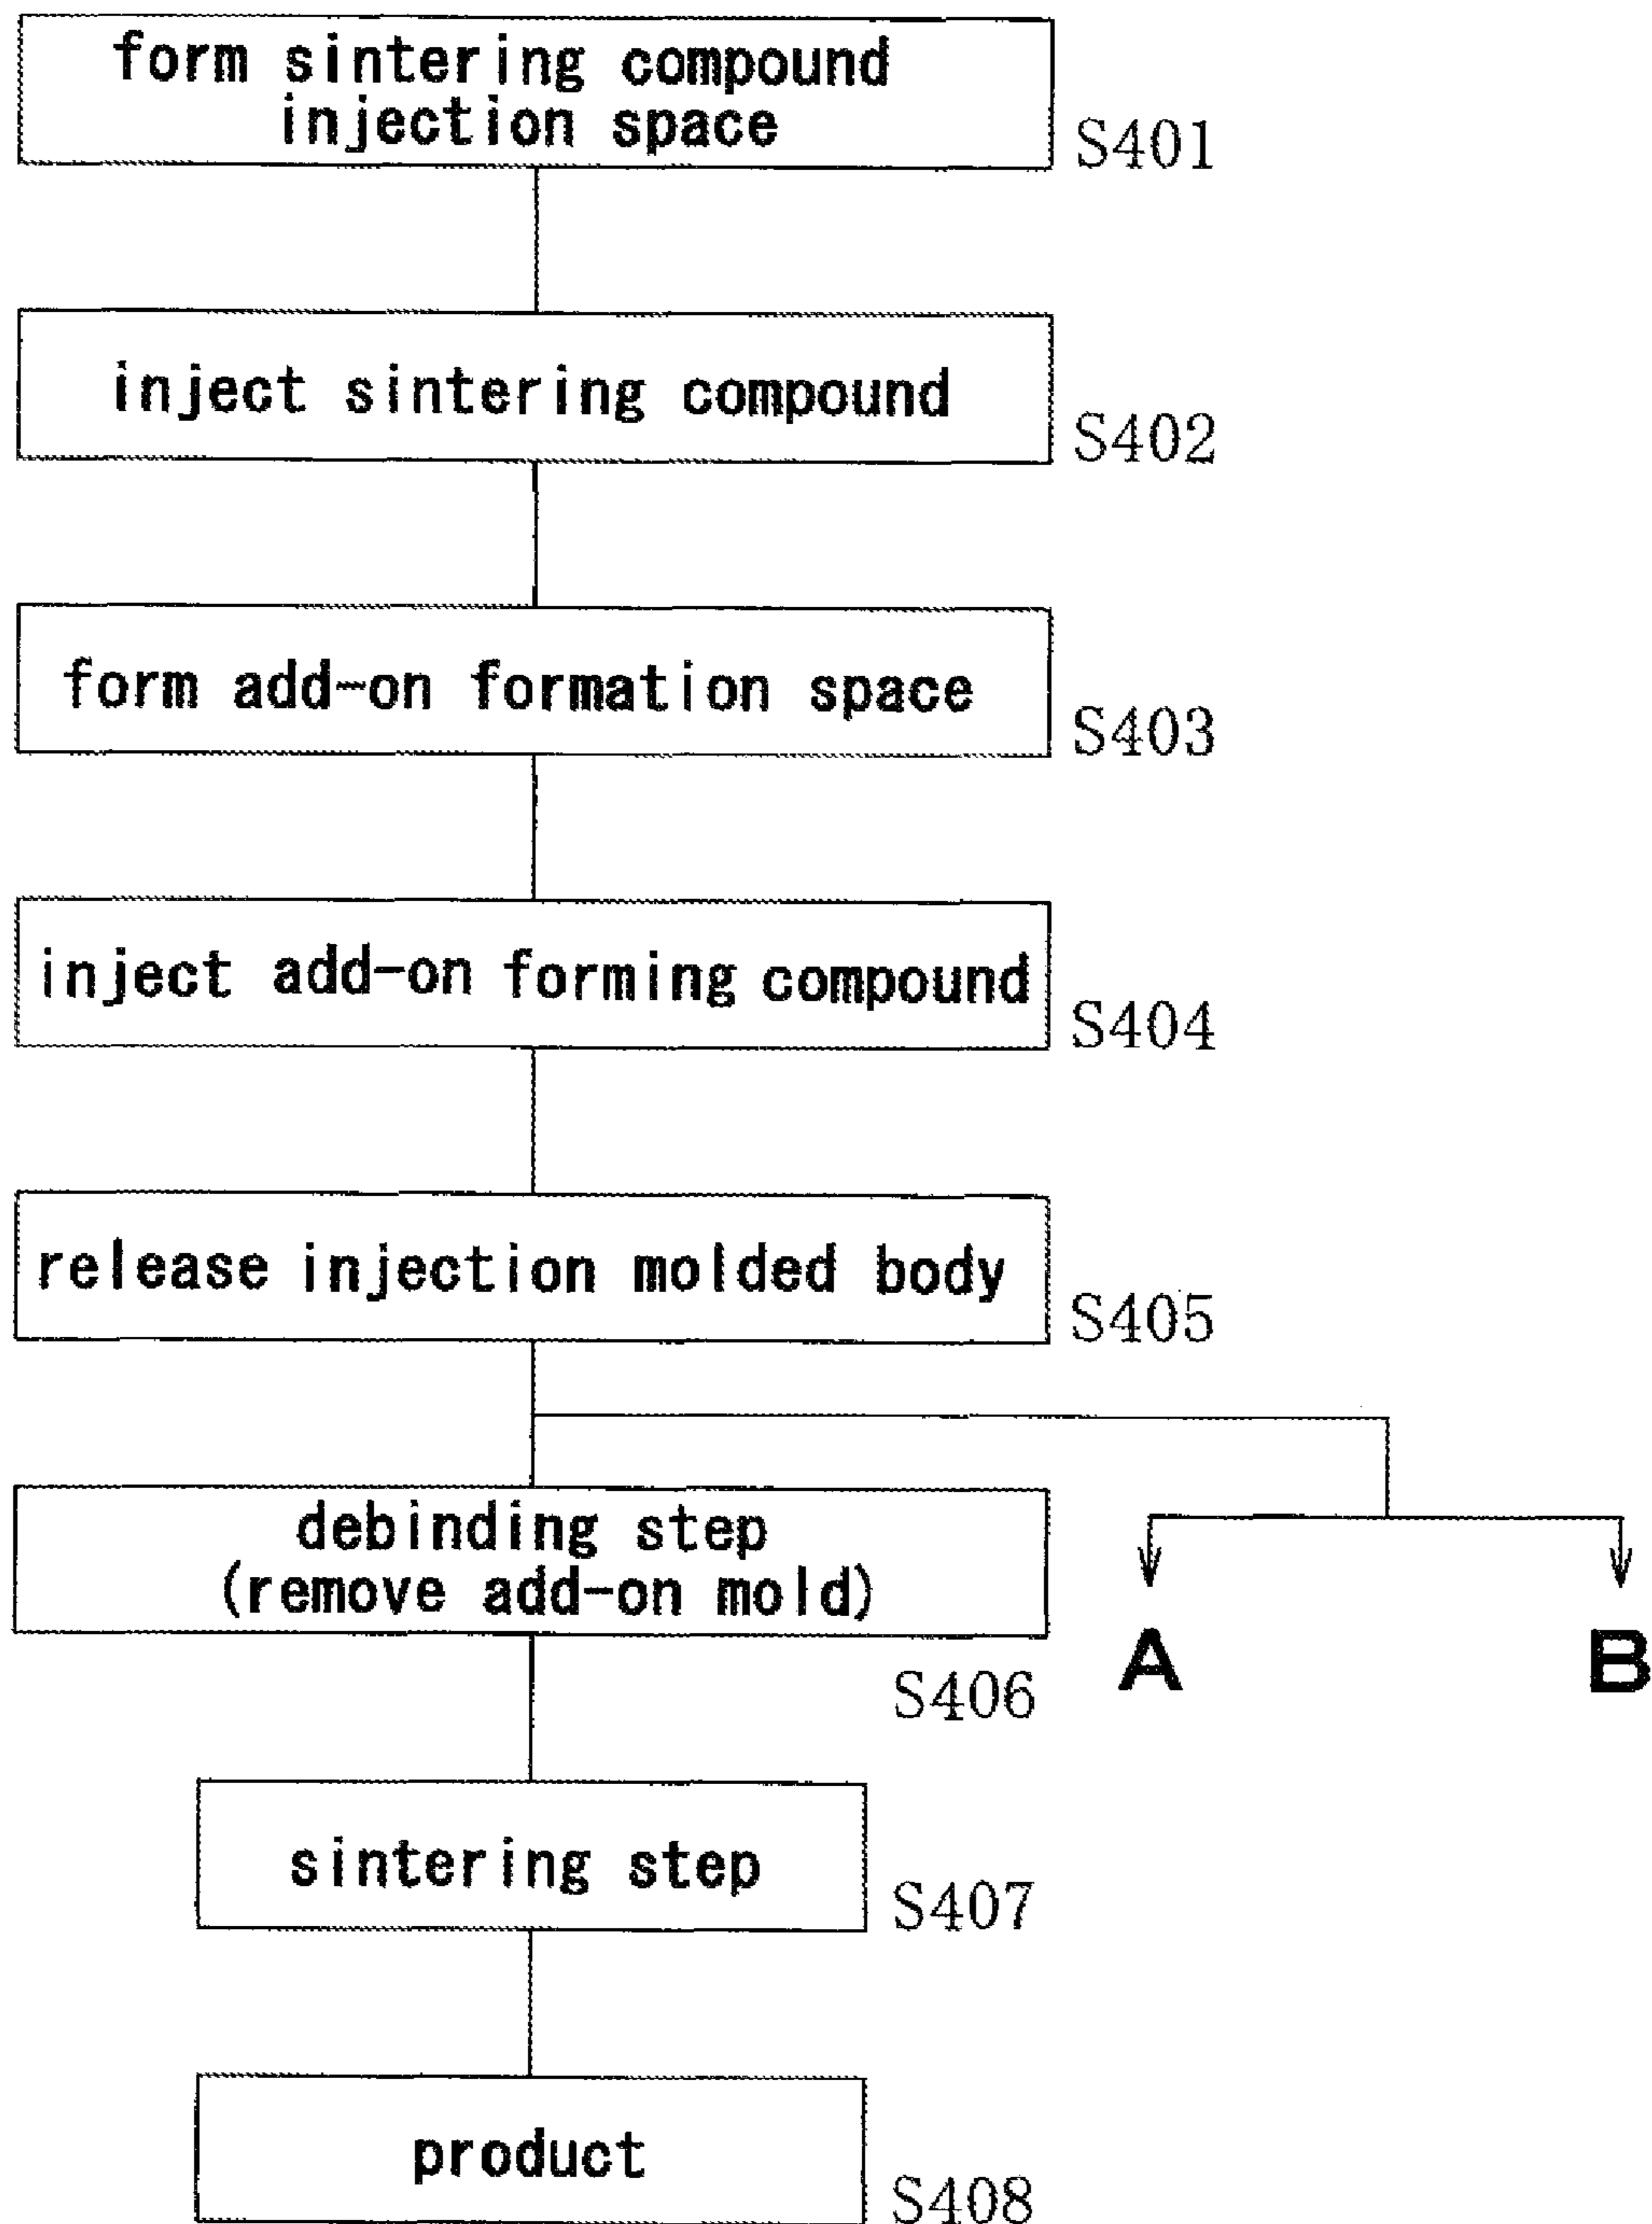 form sintering compound
injection space
S401
inject sintering compound
S402
form add-on formation space
S403
inject add-on forming compound
S404
release injection molded body
S405
debinding step
(remove add-on mold)
S406
A
B
sintering step
S407
product
S408